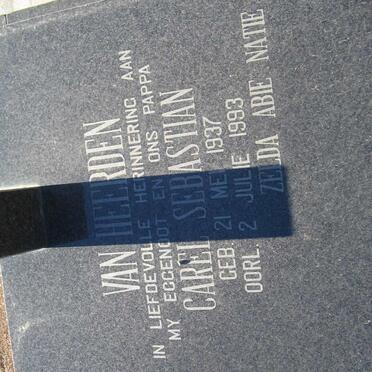 VAN HEERDEN
IN LIEFDEVOLLE HERINNERING AAN
MY EGGENOOT EN ONS PAPPA
CAREL SEBASTIAN
GEB. 21 MEI 1937
OORL. 2 JULIE 1993
ZELDA ABIE NATIE